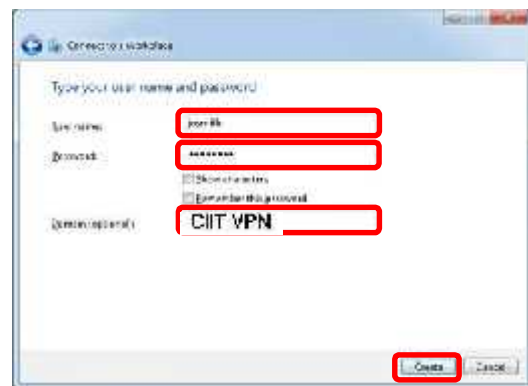 Connect to a Workplace
Type your user name and password
User name:
Password:
Show characters
Remember this password
Domain (optional):
CIIT VPN
Create
Cancel